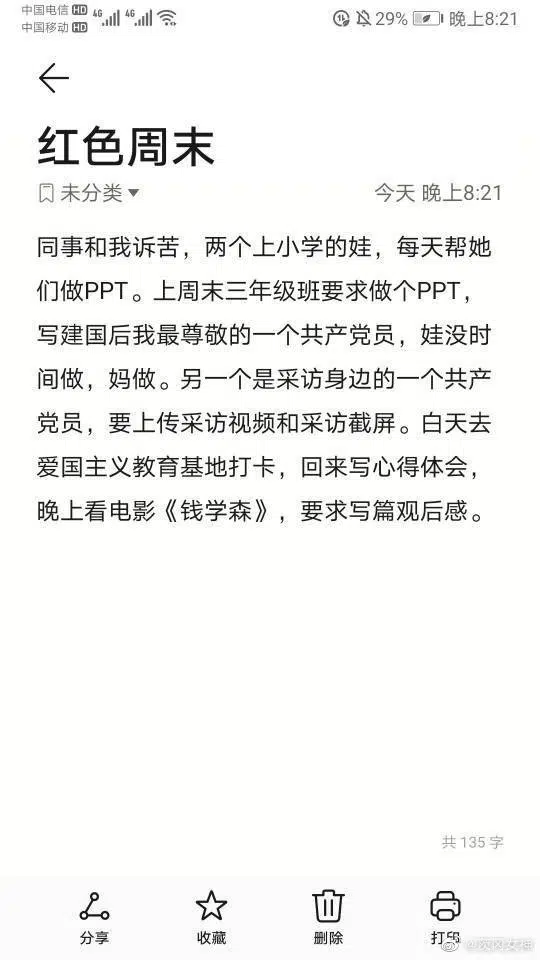 中国电信 HD 4G 4G 29% 晚上8:21
中国移动 HD
红色周末
未分类 今天 晚上8:21
同事和我诉苦，两个上小学的娃，每天帮她
们做PPT。上周末三年级班要求做个PPT，
写建国后我最尊敬的一个共产党员，娃没时
间做，妈做。另一个是采访身边的一个共产
党员，要上传采访视频和采访截屏。白天去
爱国主义教育基地打卡，回来写心得体会，
晚上看电影《钱学森》，要求写篇观后感。
共 135 字
分享 收藏 删除 打印